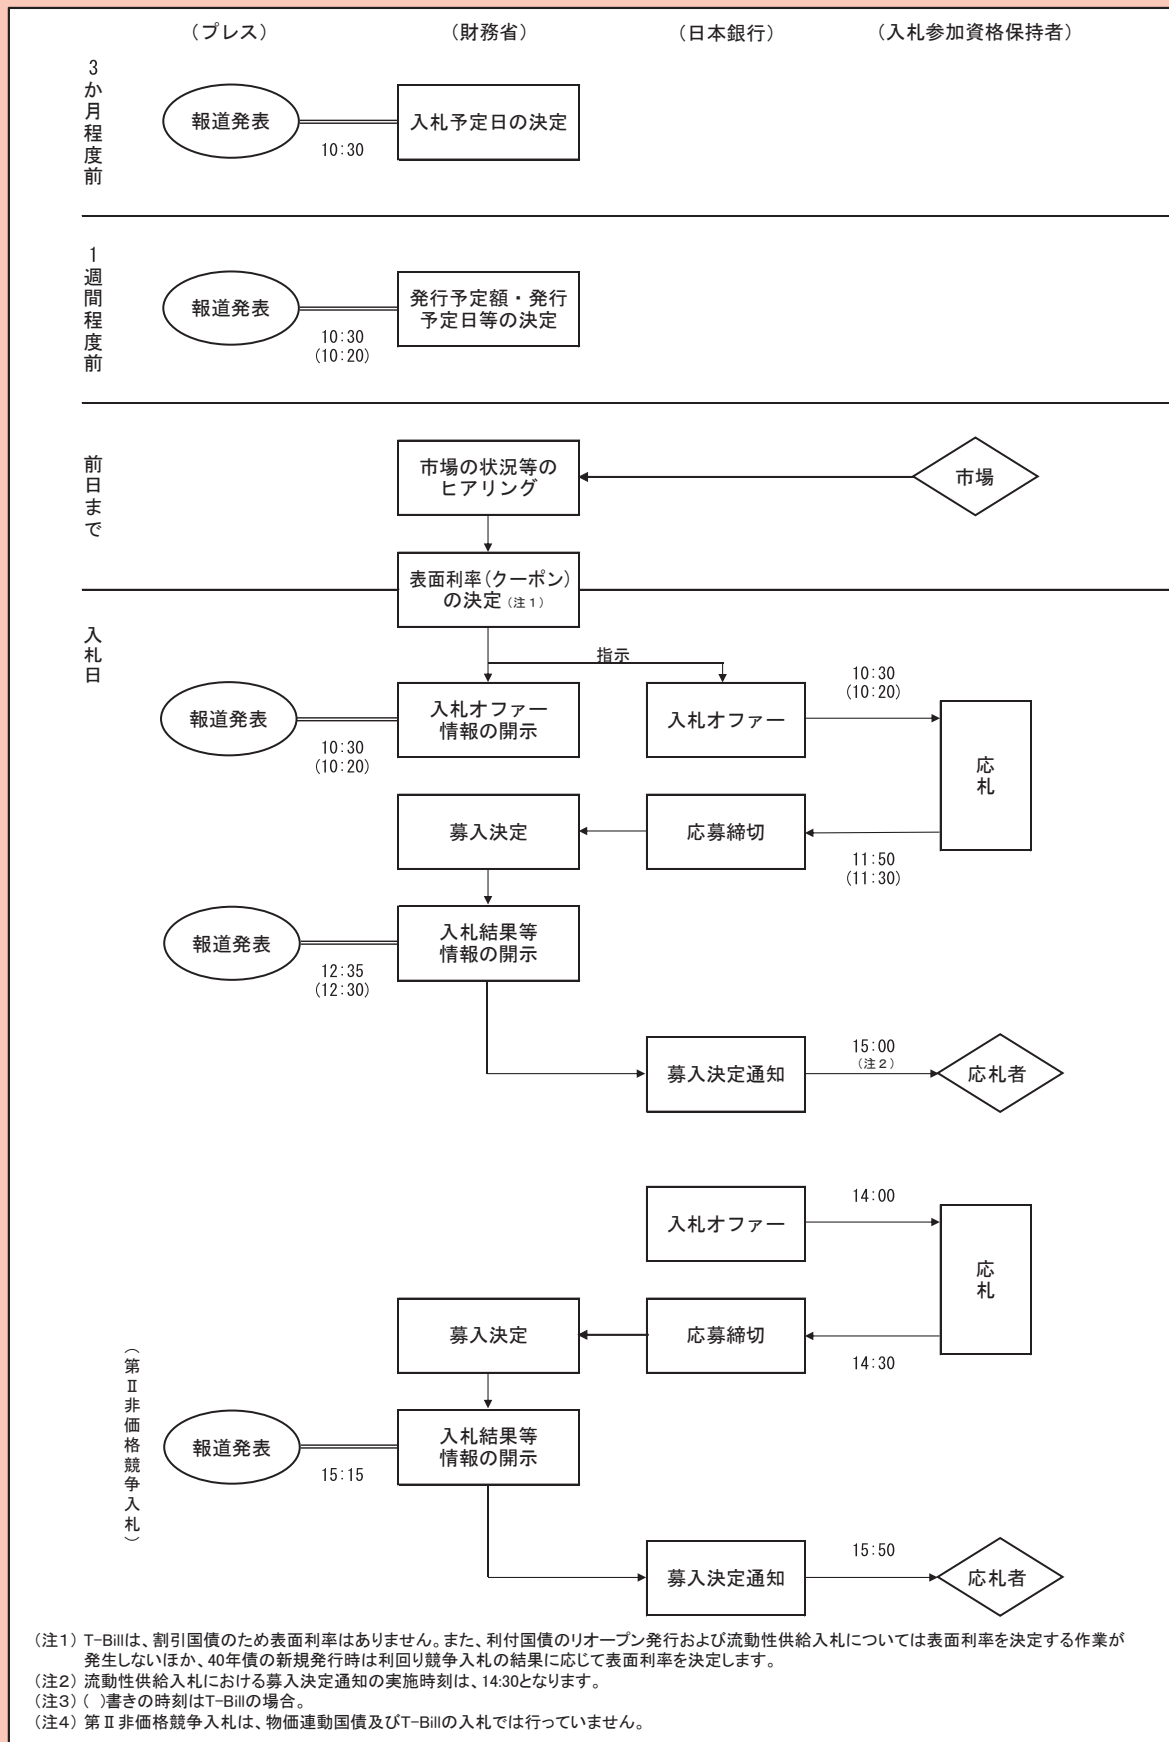 （プレス）
（財務省）
（日本銀行）
（入札参加資格保持者）
3か月程度前
報道発表
10:30
入札予定日の決定
1週間程度前
報道発表
10:30
(10:20)
発行予定額・発行
予定日等の決定
前日まで
市場の状況等の
ヒアリング
市場
表面利率(クーポン)
の決定（注１）
入札日
指示
報道発表
10:30
(10:20)
入札オファー
情報の開示
入札オファー
10:30
(10:20)
応札
募入決定
応募締切
11:50
(11:30)
報道発表
12:35
(12:30)
入札結果等
情報の開示
募入決定通知
15:00
（注２）
応札者
入札オファー
14:00
応札
募入決定
応募締切
14:30
（第Ⅱ非価格競争入札）
報道発表
15:15
入札結果等
情報の開示
募入決定通知
15:50
応札者
（注1）T-Billは、割引国債のため表面利率はありません。また、利付国債のリオープン発行および流動性供給入札については表面利率を決定する作業が
発生しないほか、40年債の新規発行時は利回り競争入札の結果に応じて表面利率を決定します。
（注2）流動性供給入札における募入決定通知の実施時刻は、14:30となります。
（注3）( )書きの時刻はT-Billの場合。
（注4）第Ⅱ非価格競争入札は、物価連動国債及びT-Billの入札では行っていません。